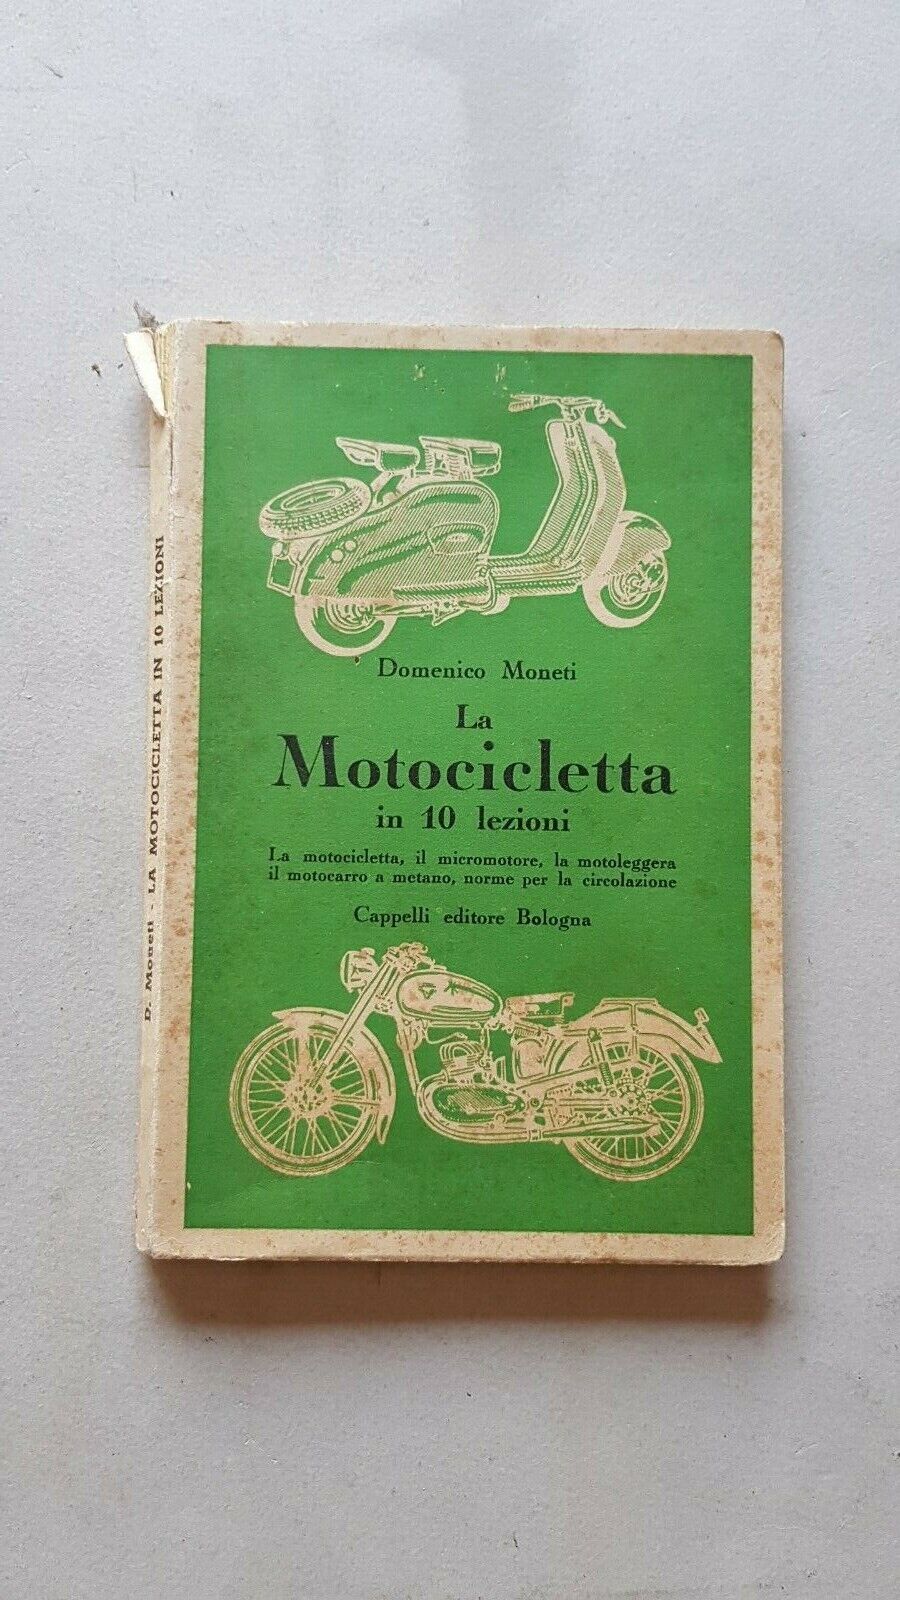 Domenico Moneti
La
Motocicletta
in 10 lezioni
La motocicletta, il micromotore, la motoleggera
il motocarro a metano, norme per la circolazione
Cappelli editore Bologna
D. Moneti - LA MOTOCICLETTA IN 10 LEZIONI